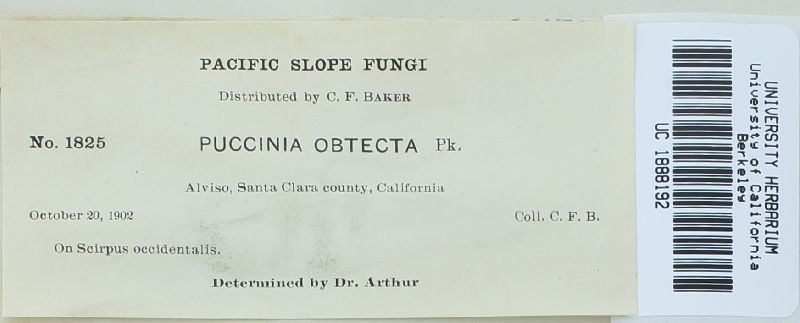 PACIFIC SLOPE FUNGI
Distributed by C. F. BAKER
No. 1825 PUCCINIA OBTECTA Pk.
Alviso, Santa Clara county, California
October 20, 1902 Coll. C. F. B.
On Scirpus occidentalis.
Determined by Dr. Arthur
UNIVERSITY HERBARIUM
University of California
Berkeley
UC 1888192